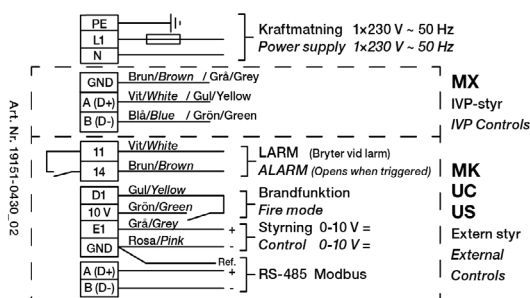 PE
L1
N
Kraftmatning 1×230 V ~ 50 Hz
Power supply 1×230 V ~ 50 Hz
GND Brun/Brown / Grå/Grey
A (D+) Vit/White / Gul/Yellow
B (D-) Blå/Blue / Grön/Green
MX
IVP-styr
IVP Controls
11 Vit/White
14 Brun/Brown
LARM (Bryter vid larm)
ALARM (Opens when triggered)
D1 Gul/Yellow
10 V Grön/Green
Brandfunktion
Fire mode
E1 Grå/Grey +
GND Rosa/Pink -
Styrning 0-10 V =
Control 0-10 V =
Ref.
A (D+) +
B (D-) -
RS-485 Modbus
MK
UC
US
Extern styr
External
Controls
Art. Nr. 19151-0430_02